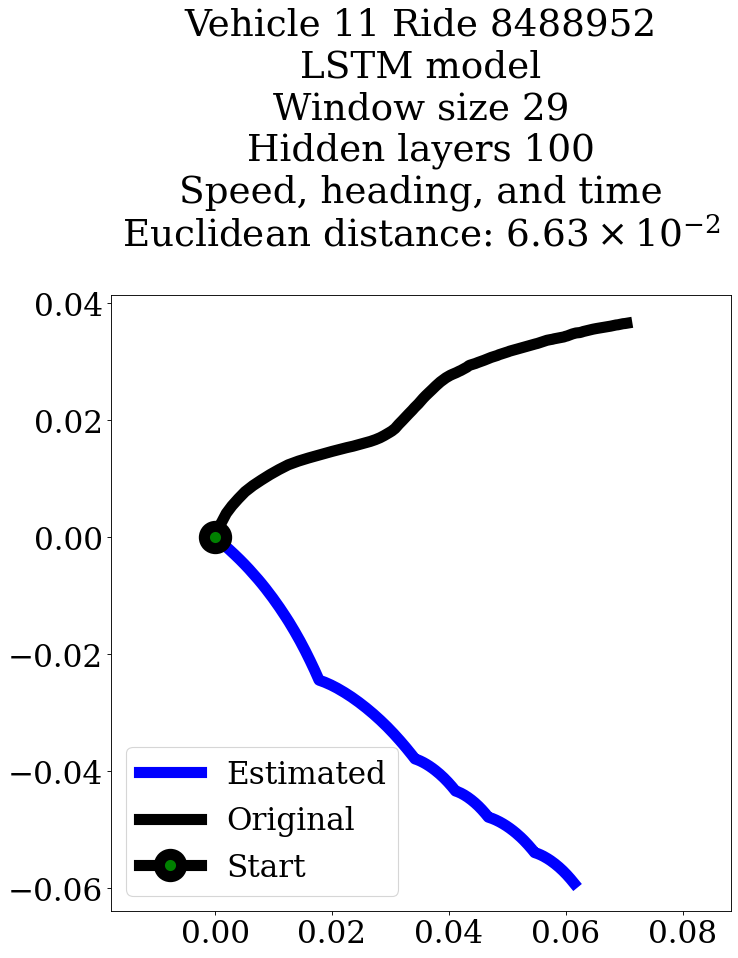 Vehicle 11 Ride 8488952
LSTM model
Window size 29
Hidden layers 100
Speed, heading, and time
Euclidean distance: 6.63 × 10⁻²
0.04
0.02
0.00
−0.02
−0.04
−0.06
Estimated
Original
Start
0.00 0.02 0.04 0.06 0.08